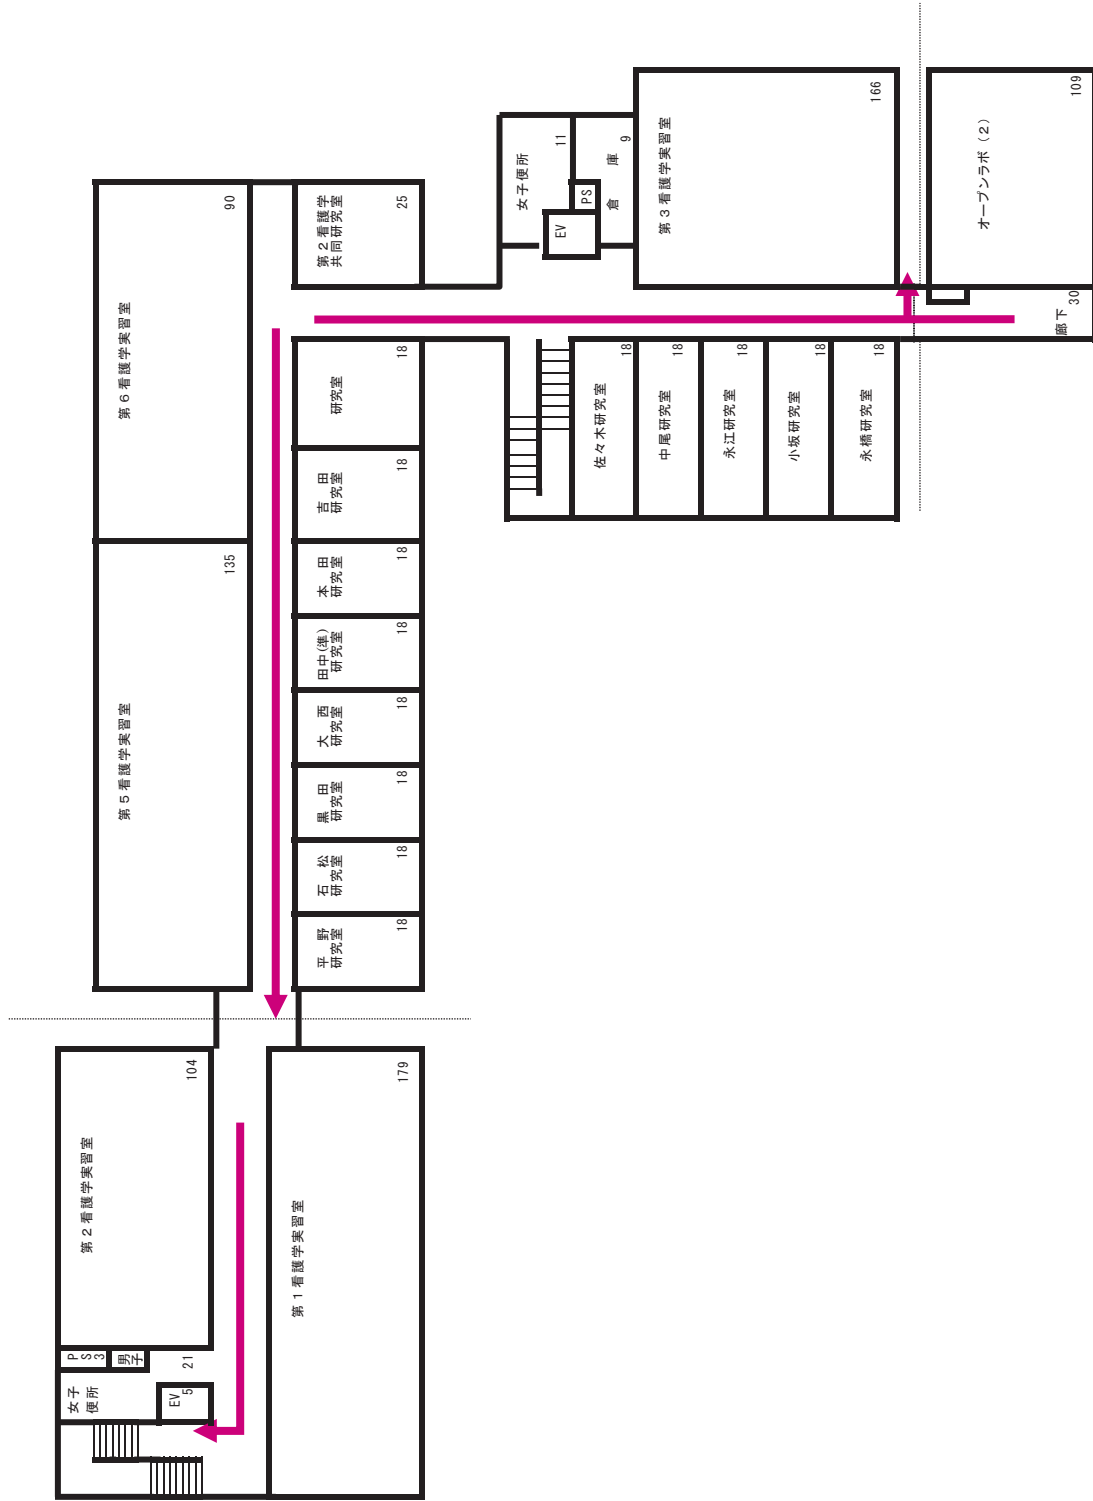 第６看護学実習室
90
第２看護学
共同研究室
25
女子便所
11
EV
PS
倉庫
9
第３看護学実習室
166
オープンラボ（２）
109
廊下
30
第５看護学実習室
135
研究室
18
吉田
研究室
18
本田
研究室
18
田中(準)
研究室
18
大西
研究室
18
黒田
研究室
18
石松
研究室
18
平野
研究室
18
佐々木研究室
18
中尾研究室
18
永江研究室
18
小坂研究室
18
永橋研究室
18
第２看護学実習室
104
第１看護学実習室
179
PS
3
男子
女子
便所
21
EV
5